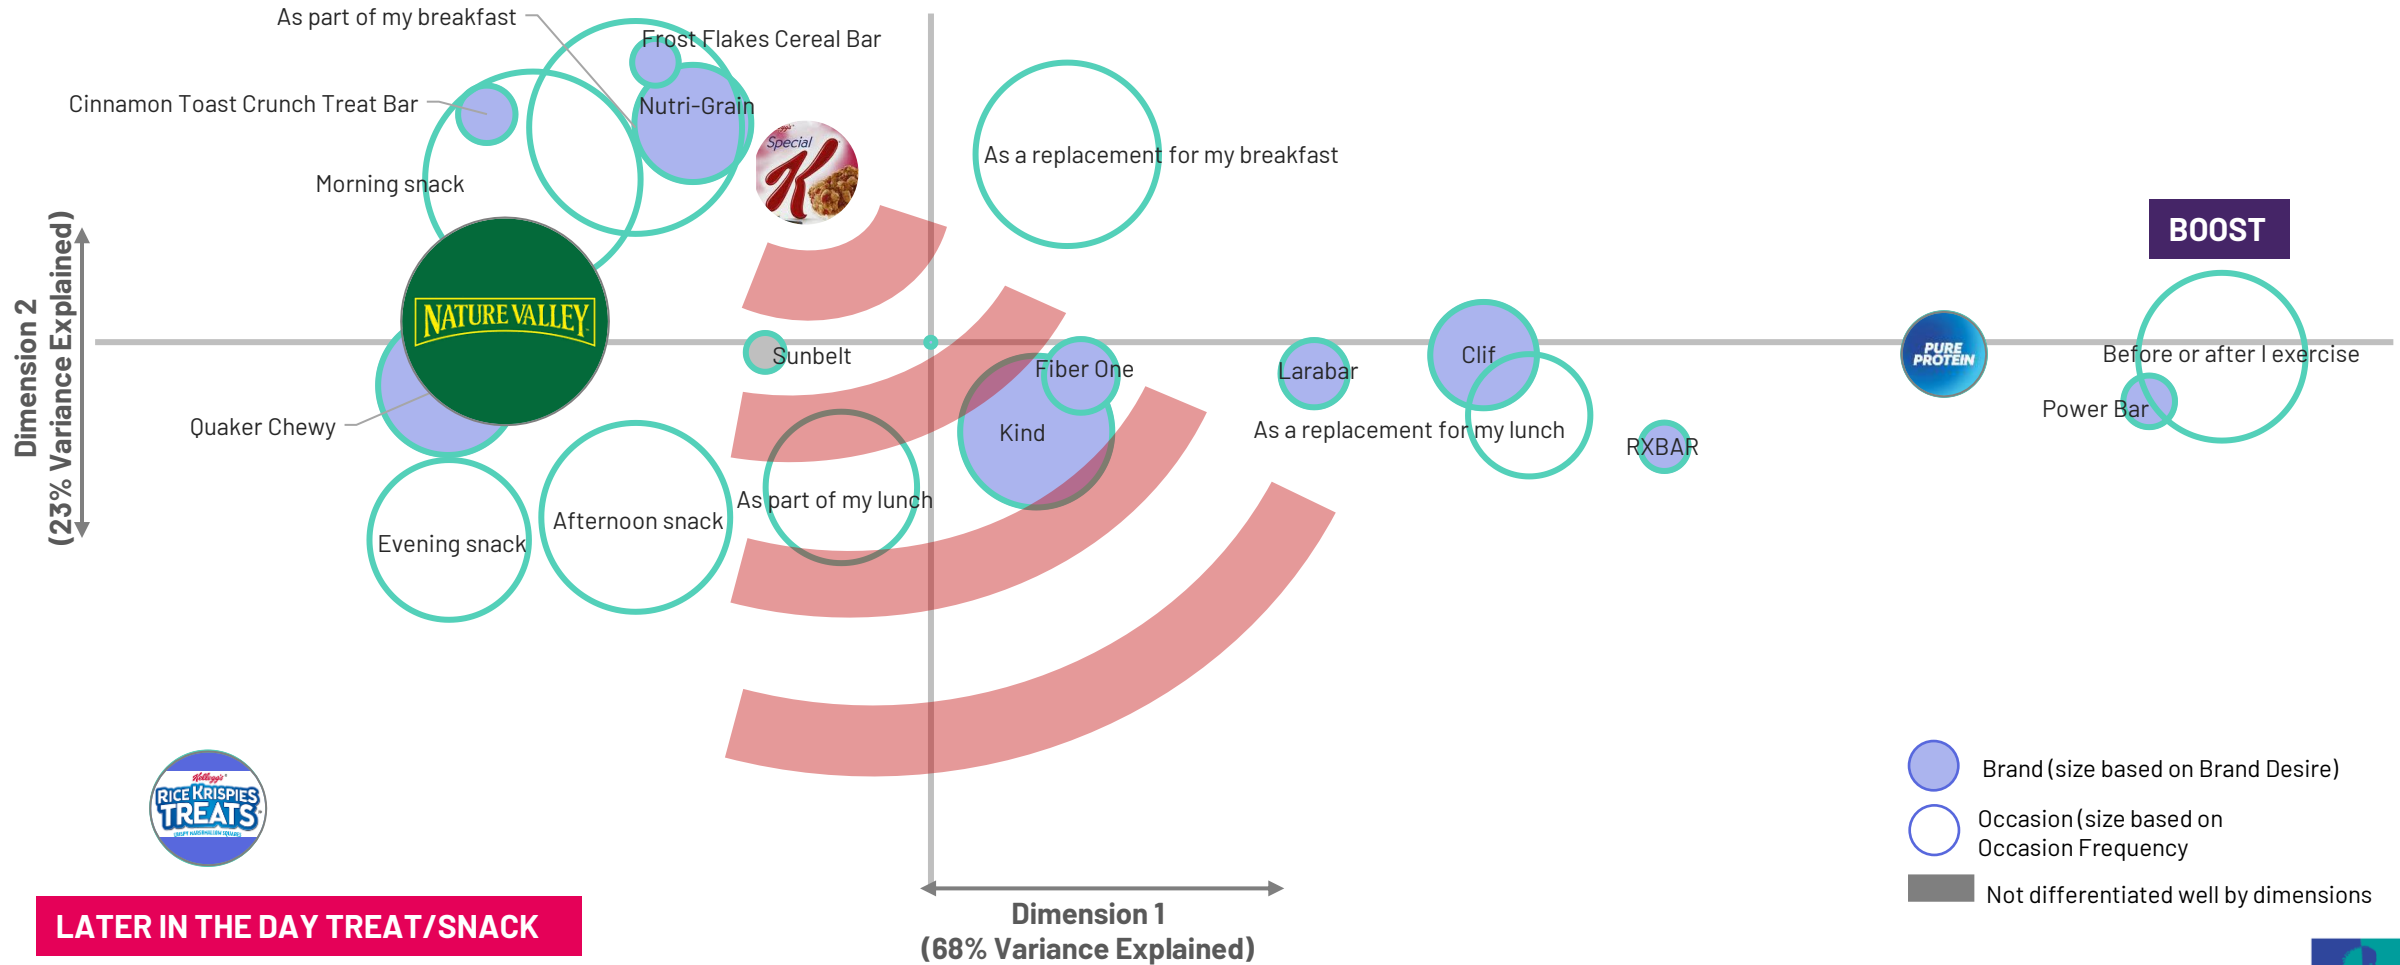 As part of my breakfast
Frost Flakes Cereal Bar
Cinnamon Toast Crunch Treat Bar
Nutri-Grain
Special
K
As a replacement for my breakfast
Morning snack
BOOST
NATURE VALLEY
Dimension 2
(23% Variance Explained)
Sunbelt
Fiber One
Larabar
Clif
PURE
PROTEIN
Before or after I exercise
Power Bar
Quaker Chewy
Kind
As a replacement for my lunch
RXBAR
As part of my lunch
Afternoon snack
Evening snack
Kellogg's
RICE KRISPIES
TREATS
CRISPY MARSHMALLOW SQUARES
Brand (size based on Brand Desire)
Occasion (size based on
Occasion Frequency
Not differentiated well by dimensions
LATER IN THE DAY TREAT/SNACK
Dimension 1
(68% Variance Explained)